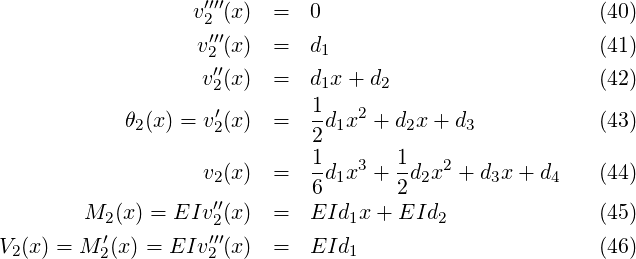 v₂′′′′(x) = 0 (40)
v₂′′′(x) = d₁ (41)
v₂′′(x) = d₁x + d₂ (42)
θ₂(x) = v₂′(x) = 1/2 d₁x² + d₂x + d₃ (43)
v₂(x) = 1/6 d₁x³ + 1/2 d₂x² + d₃x + d₄ (44)
M₂(x) = EIv₂′′(x) = EId₁x + EId₂ (45)
V₂(x) = M₂′(x) = EIv₂′′′(x) = EId₁ (46)